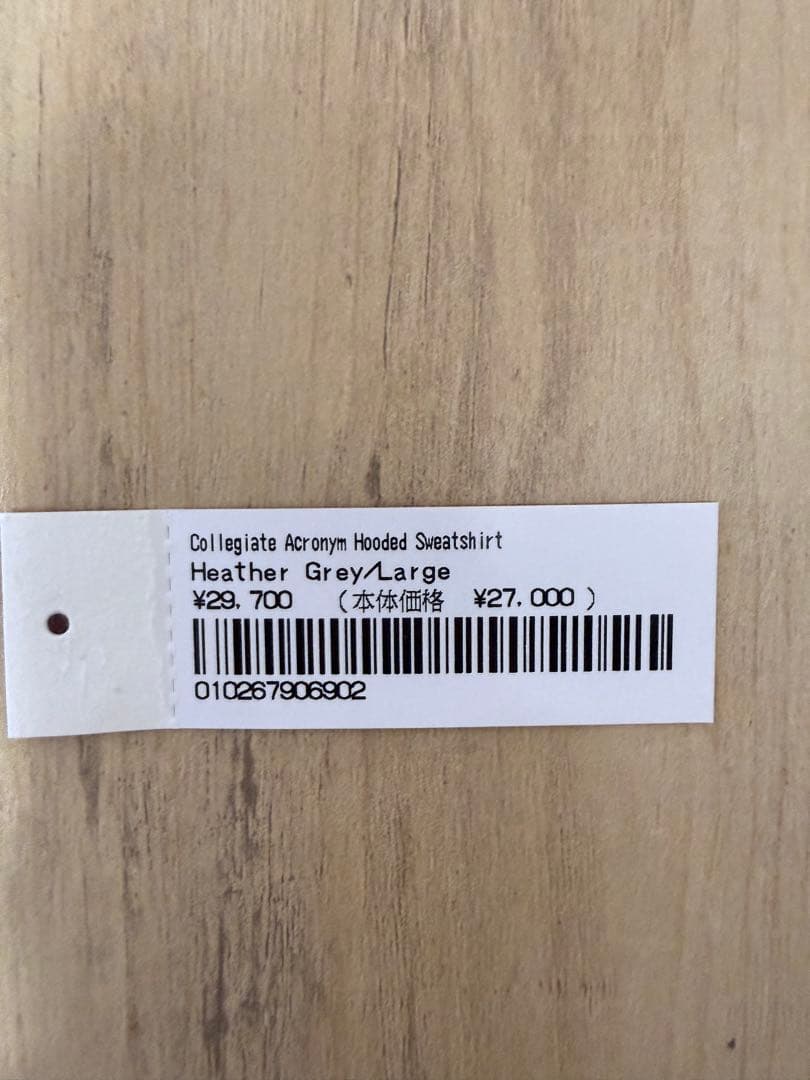 Collegiate Acronym Hooded Sweatshirt
Heather Grey/Large
¥29,700 (本体価格 ¥27,000 )
010267906902